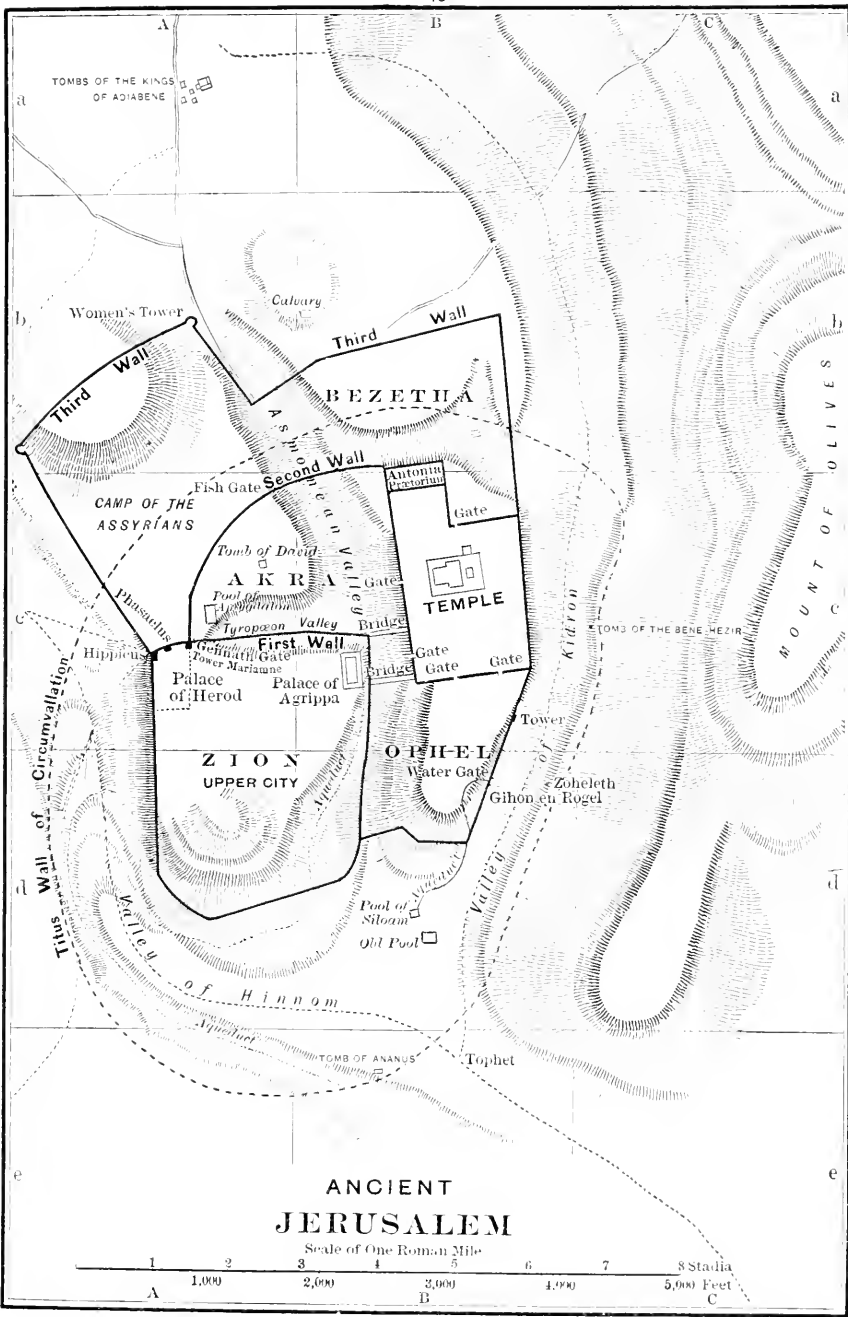 A B C
TOMBS OF THE KINGS
OF ADIABENE
a a
Women's Tower
b b
Calvary
Third Wall
Third Wall
BEZETHA
Asmonean Valley
Second Wall
Fish Gate
Antonia
Prætorium
CAMP OF THE
ASSYRIANS
Gate
Tomb of David
AKRA
Gate
TEMPLE
Pool of
Phasaelus
Tyropæon Valley
Bridge
c c
First Wall
Hippicus
Gennath Gate
Tower Mariamne
Gate
Bridge
Gate Gate
Palace
of Herod
Palace of
Agrippa
Kidron
TOMB OF THE BENE-HEZIR
MOUNT OF OLIVES
Tower
ZION
UPPER CITY
OPHEL
Water Gate
Aqueduct
of
Zoheleth
Gihon en Rogel
Titus Wall of Circumvallation
d d
Valley
Aqueduct
Pool of
Siloam
Old Pool
Valley
of Hinnom
Aqueduct
TOMB OF ANANUS
Tophet
e e
ANCIENT
JERUSALEM
Scale of One Roman Mile
1 2 3 4 5 6 7 8 Stadia
1,000 2,000 3,000 4,000 5,000 Feet
A B C